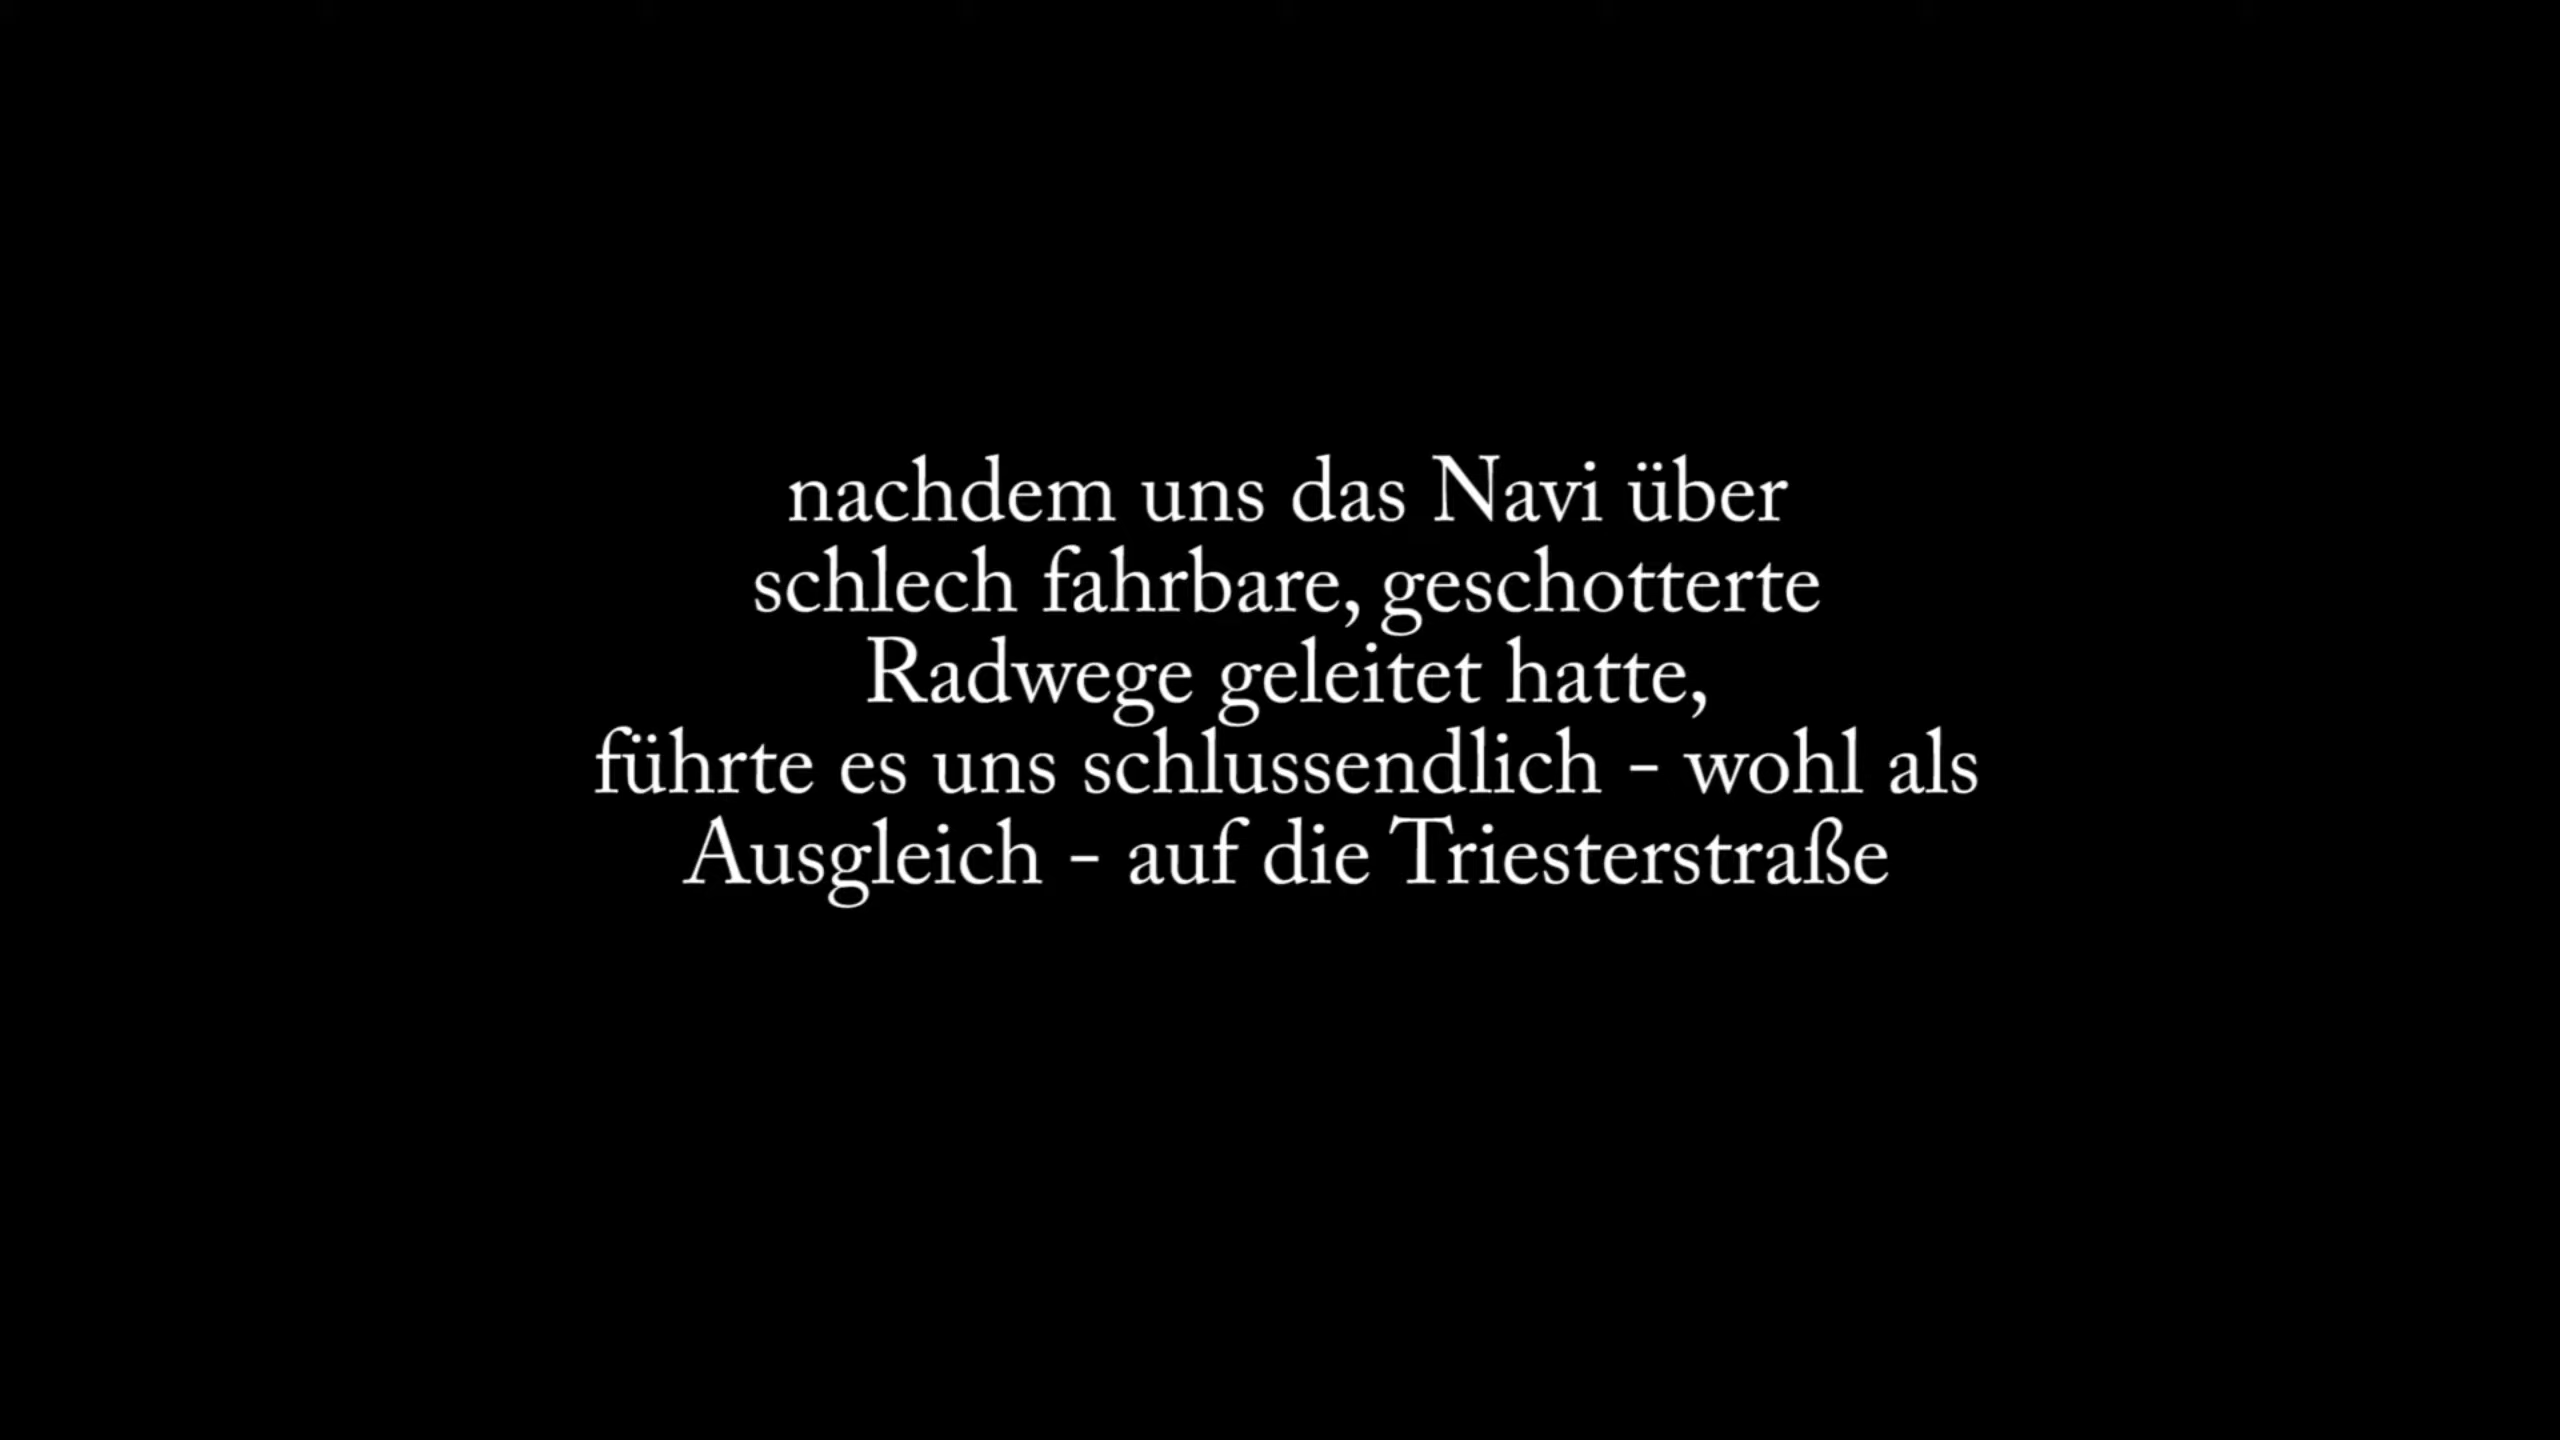 nachdem uns das Navi über
schlech fahrbare, geschotterte
Radwege geleitet hatte,
führte es uns schlussendlich - wohl als
Ausgleich - auf die Triesterstraße